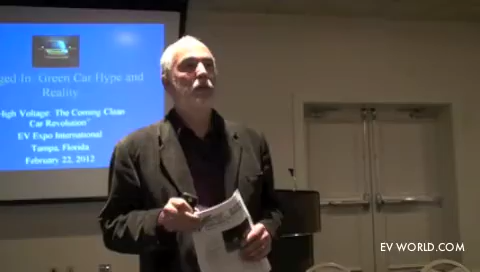 ged In: Green Car Hype and
Reality
High Voltage: The Coming Clean
Car Revolution"
EV Expo International
Tampa, Florida
February 22, 2012
EV WORLD.COM